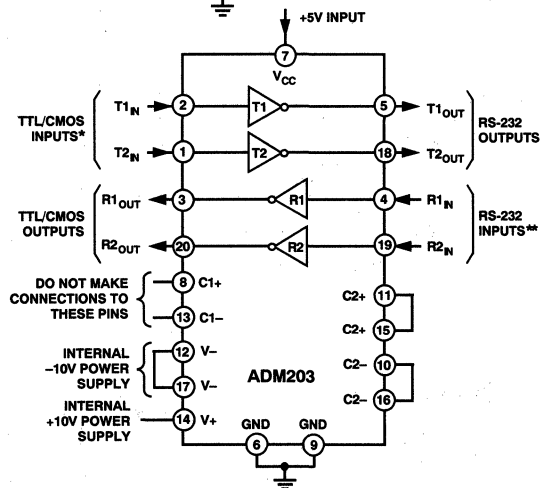 +5V INPUT
7
VCC
TTL/CMOS
INPUTS*
T1IN
2
T1
5
T1OUT
T2IN
1
T2
18
T2OUT
RS-232
OUTPUTS
TTL/CMOS
OUTPUTS
R1OUT
3
R1
4
R1IN
R2OUT
20
R2
19
R2IN
RS-232
INPUTS**
DO NOT MAKE
CONNECTIONS TO
THESE PINS
8
C1+
13
C1–
INTERNAL
–10V POWER
SUPPLY
12
V–
17
V–
INTERNAL
+10V POWER
SUPPLY
14
V+
ADM203
C2+
11
C2+
15
C2–
10
C2–
16
GND
6
GND
9